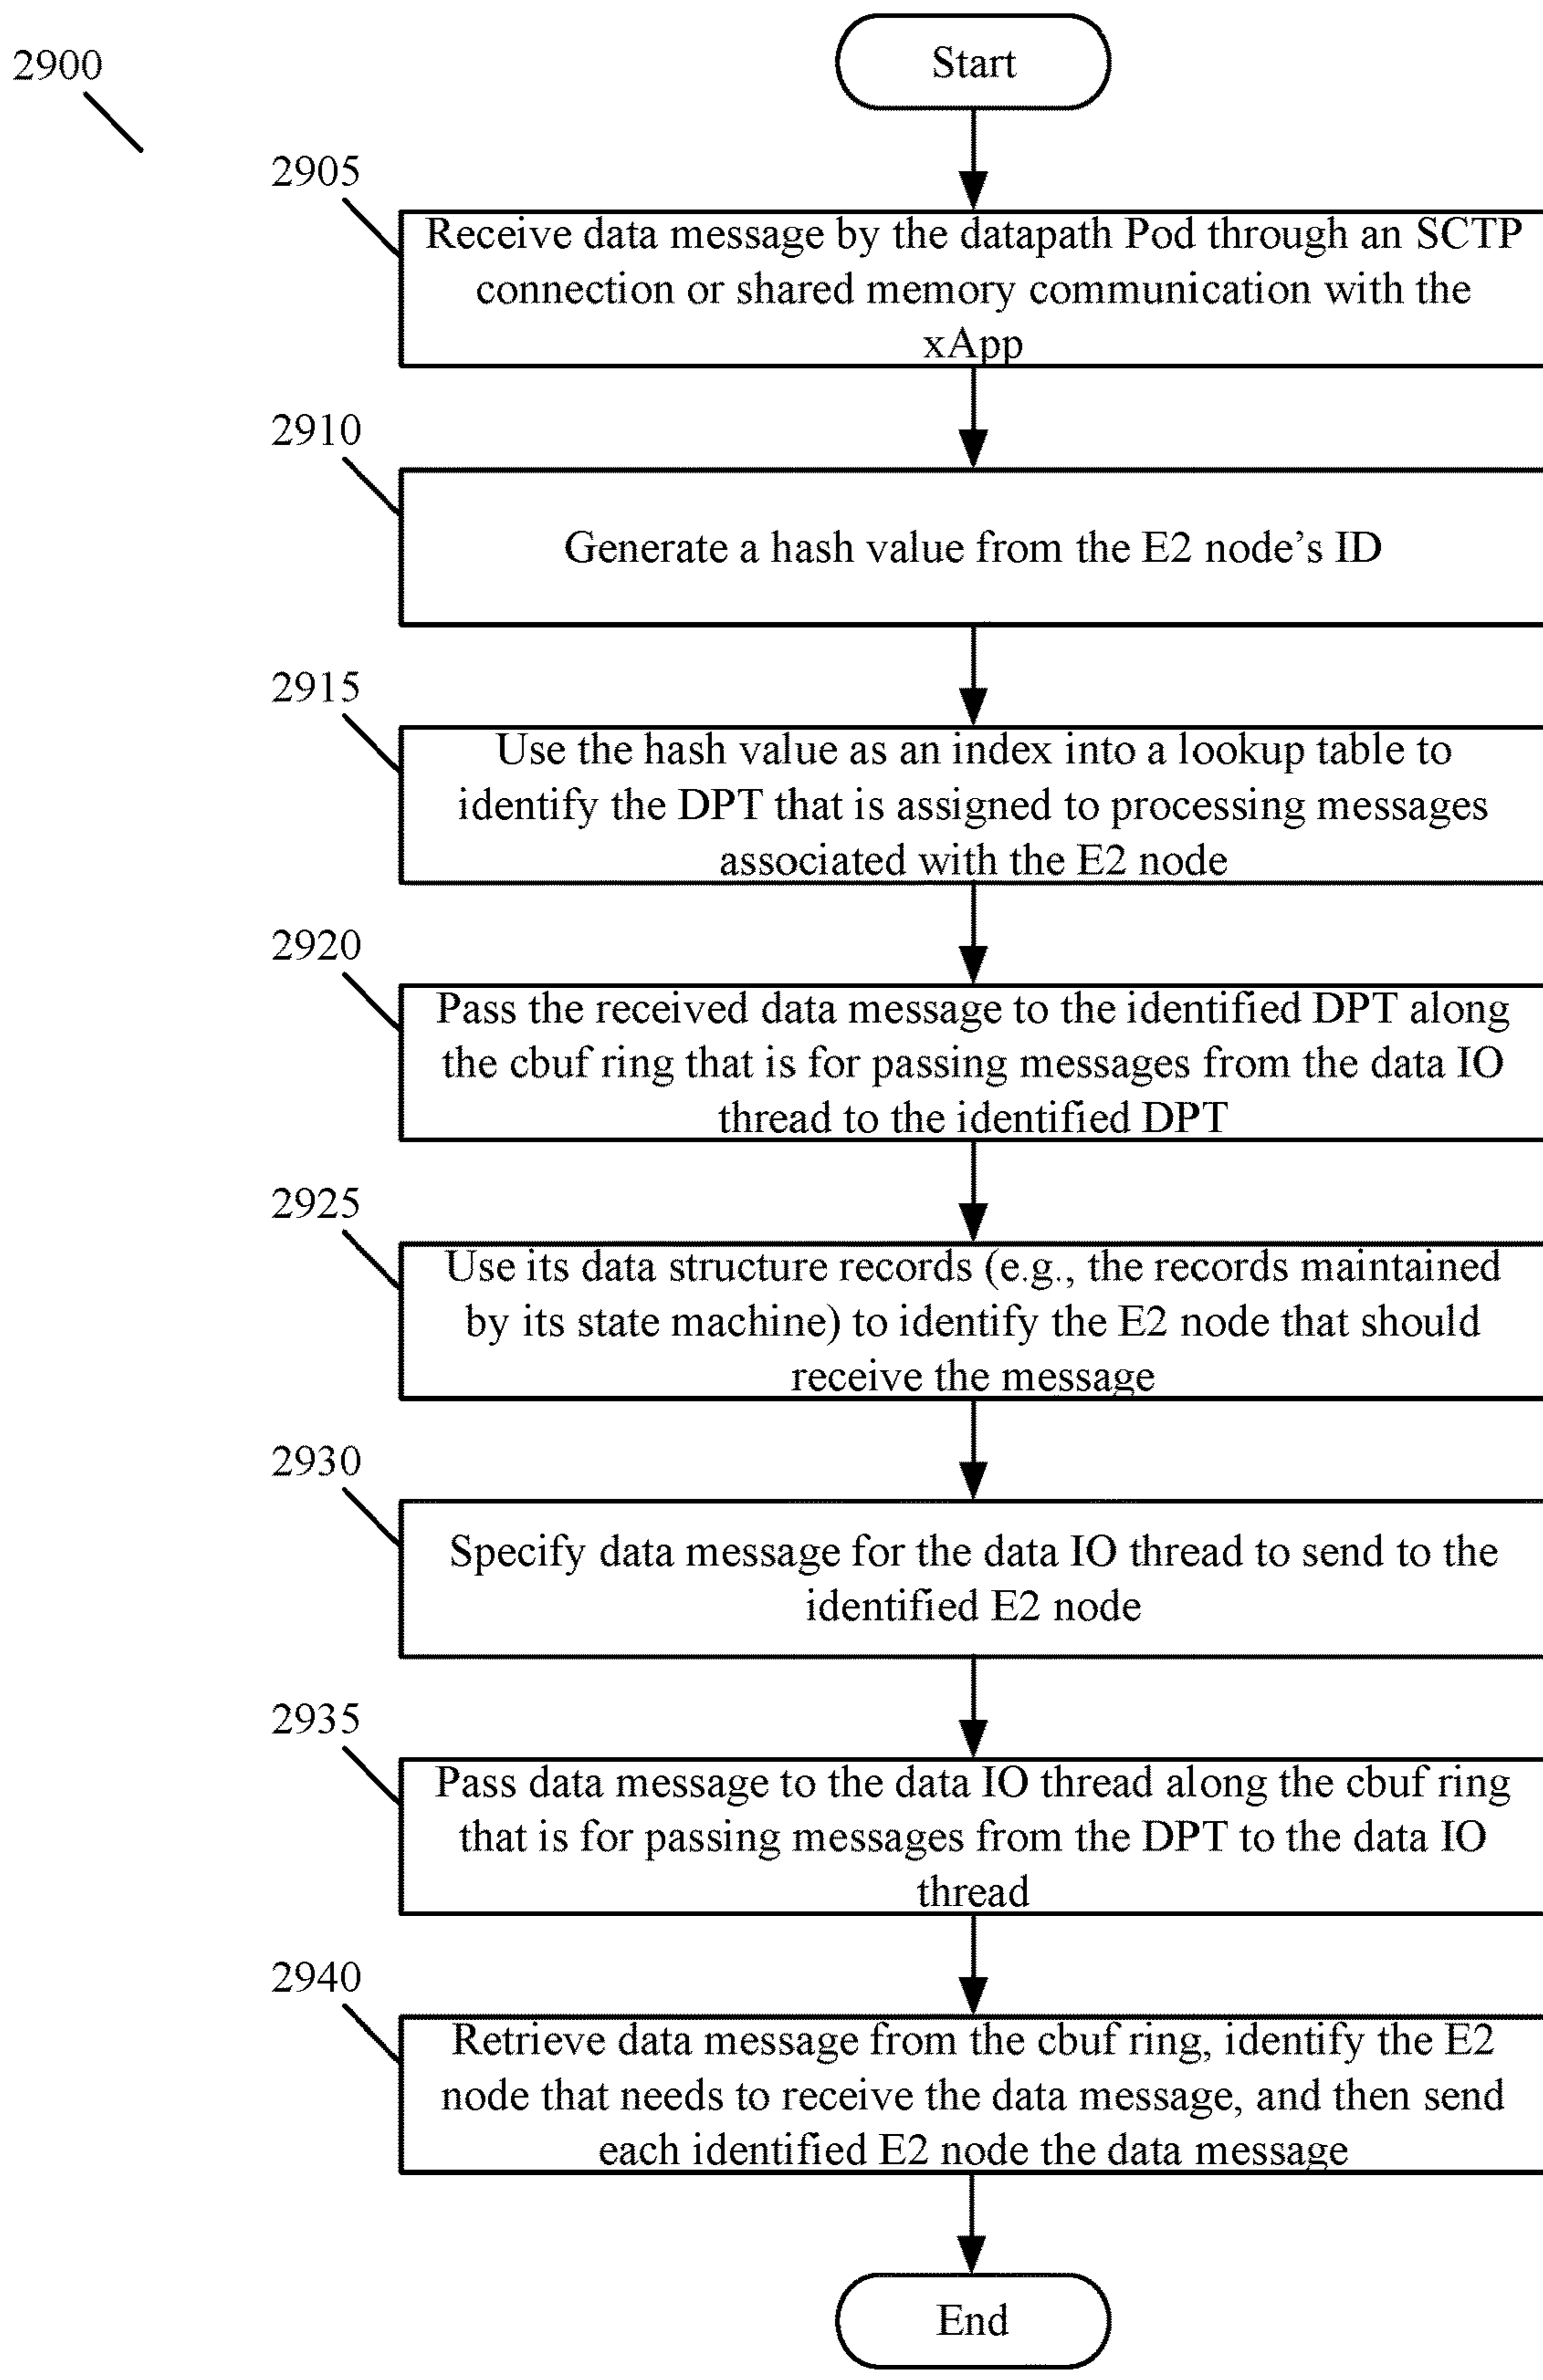 2900
Start
2905
Receive data message by the datapath Pod through an SCTP
connection or shared memory communication with the
xApp
2910
Generate a hash value from the E2 node’s ID
2915
Use the hash value as an index into a lookup table to
identify the DPT that is assigned to processing messages
associated with the E2 node
2920
Pass the received data message to the identified DPT along
the cbuf ring that is for passing messages from the data IO
thread to the identified DPT
2925
Use its data structure records (e.g., the records maintained
by its state machine) to identify the E2 node that should
receive the message
2930
Specify data message for the data IO thread to send to the
identified E2 node
2935
Pass data message to the data IO thread along the cbuf ring
that is for passing messages from the DPT to the data IO
thread
2940
Retrieve data message from the cbuf ring, identify the E2
node that needs to receive the data message, and then send
each identified E2 node the data message
End